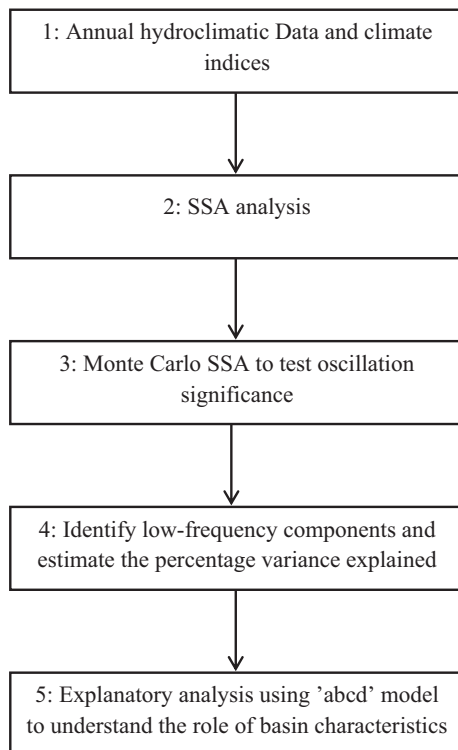 1: Annual hydroclimatic Data and climate
indices
2: SSA analysis
3: Monte Carlo SSA to test oscillation
significance
4: Identify low-frequency components and
estimate the percentage variance explained
5: Explanatory analysis using ’abcd’ model
to understand the role of basin characteristics